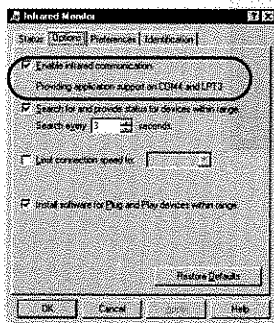 Infrared Monitor
Status Options Preferences Identification
Enable infrared communication
Providing application support on COM4 and LPT3
Search for and provide status for devices within range
Search every 3 seconds
Limit connection speed to:
Install software for Plug and Play devices within range
Restore Defaults
OK Cancel Apply Help